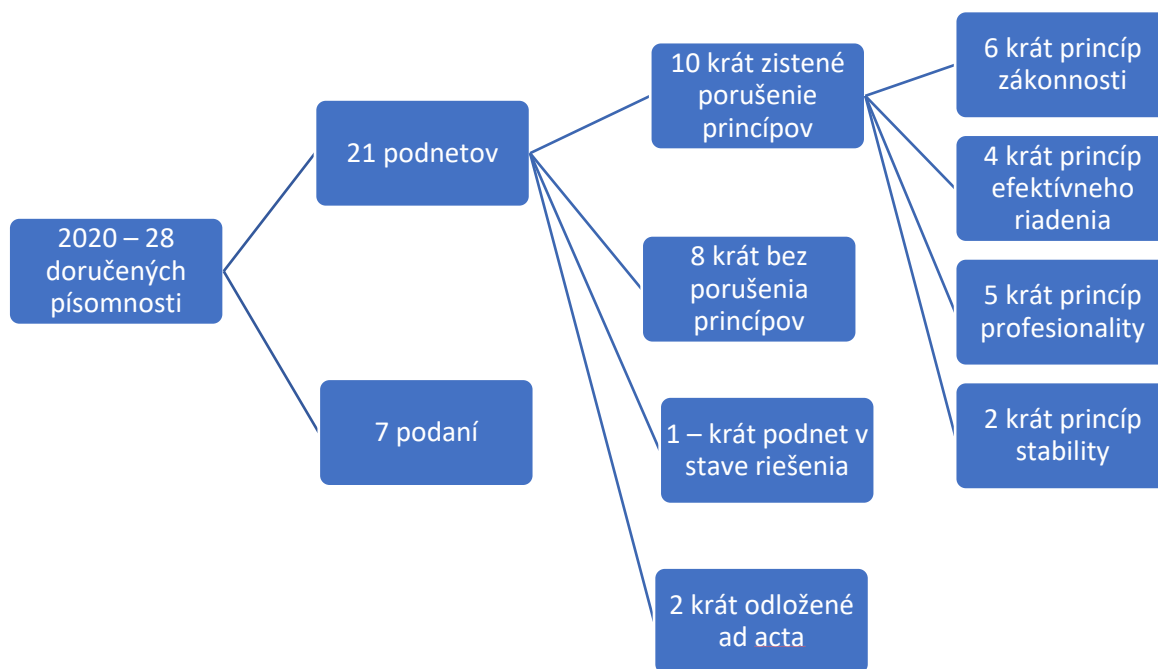 2020 – 28
doručených
písomnosti
21 podnetov
7 podaní
10 krát zistené
porušenie
princípov
8 krát bez
porušenia
princípov
1 – krát podnet v
stave riešenia
2 krát odložené
ad acta
6 krát princíp
zákonnosti
4 krát princíp
efektívneho
riadenia
5 krát princíp
profesionality
2 krát princíp
stability